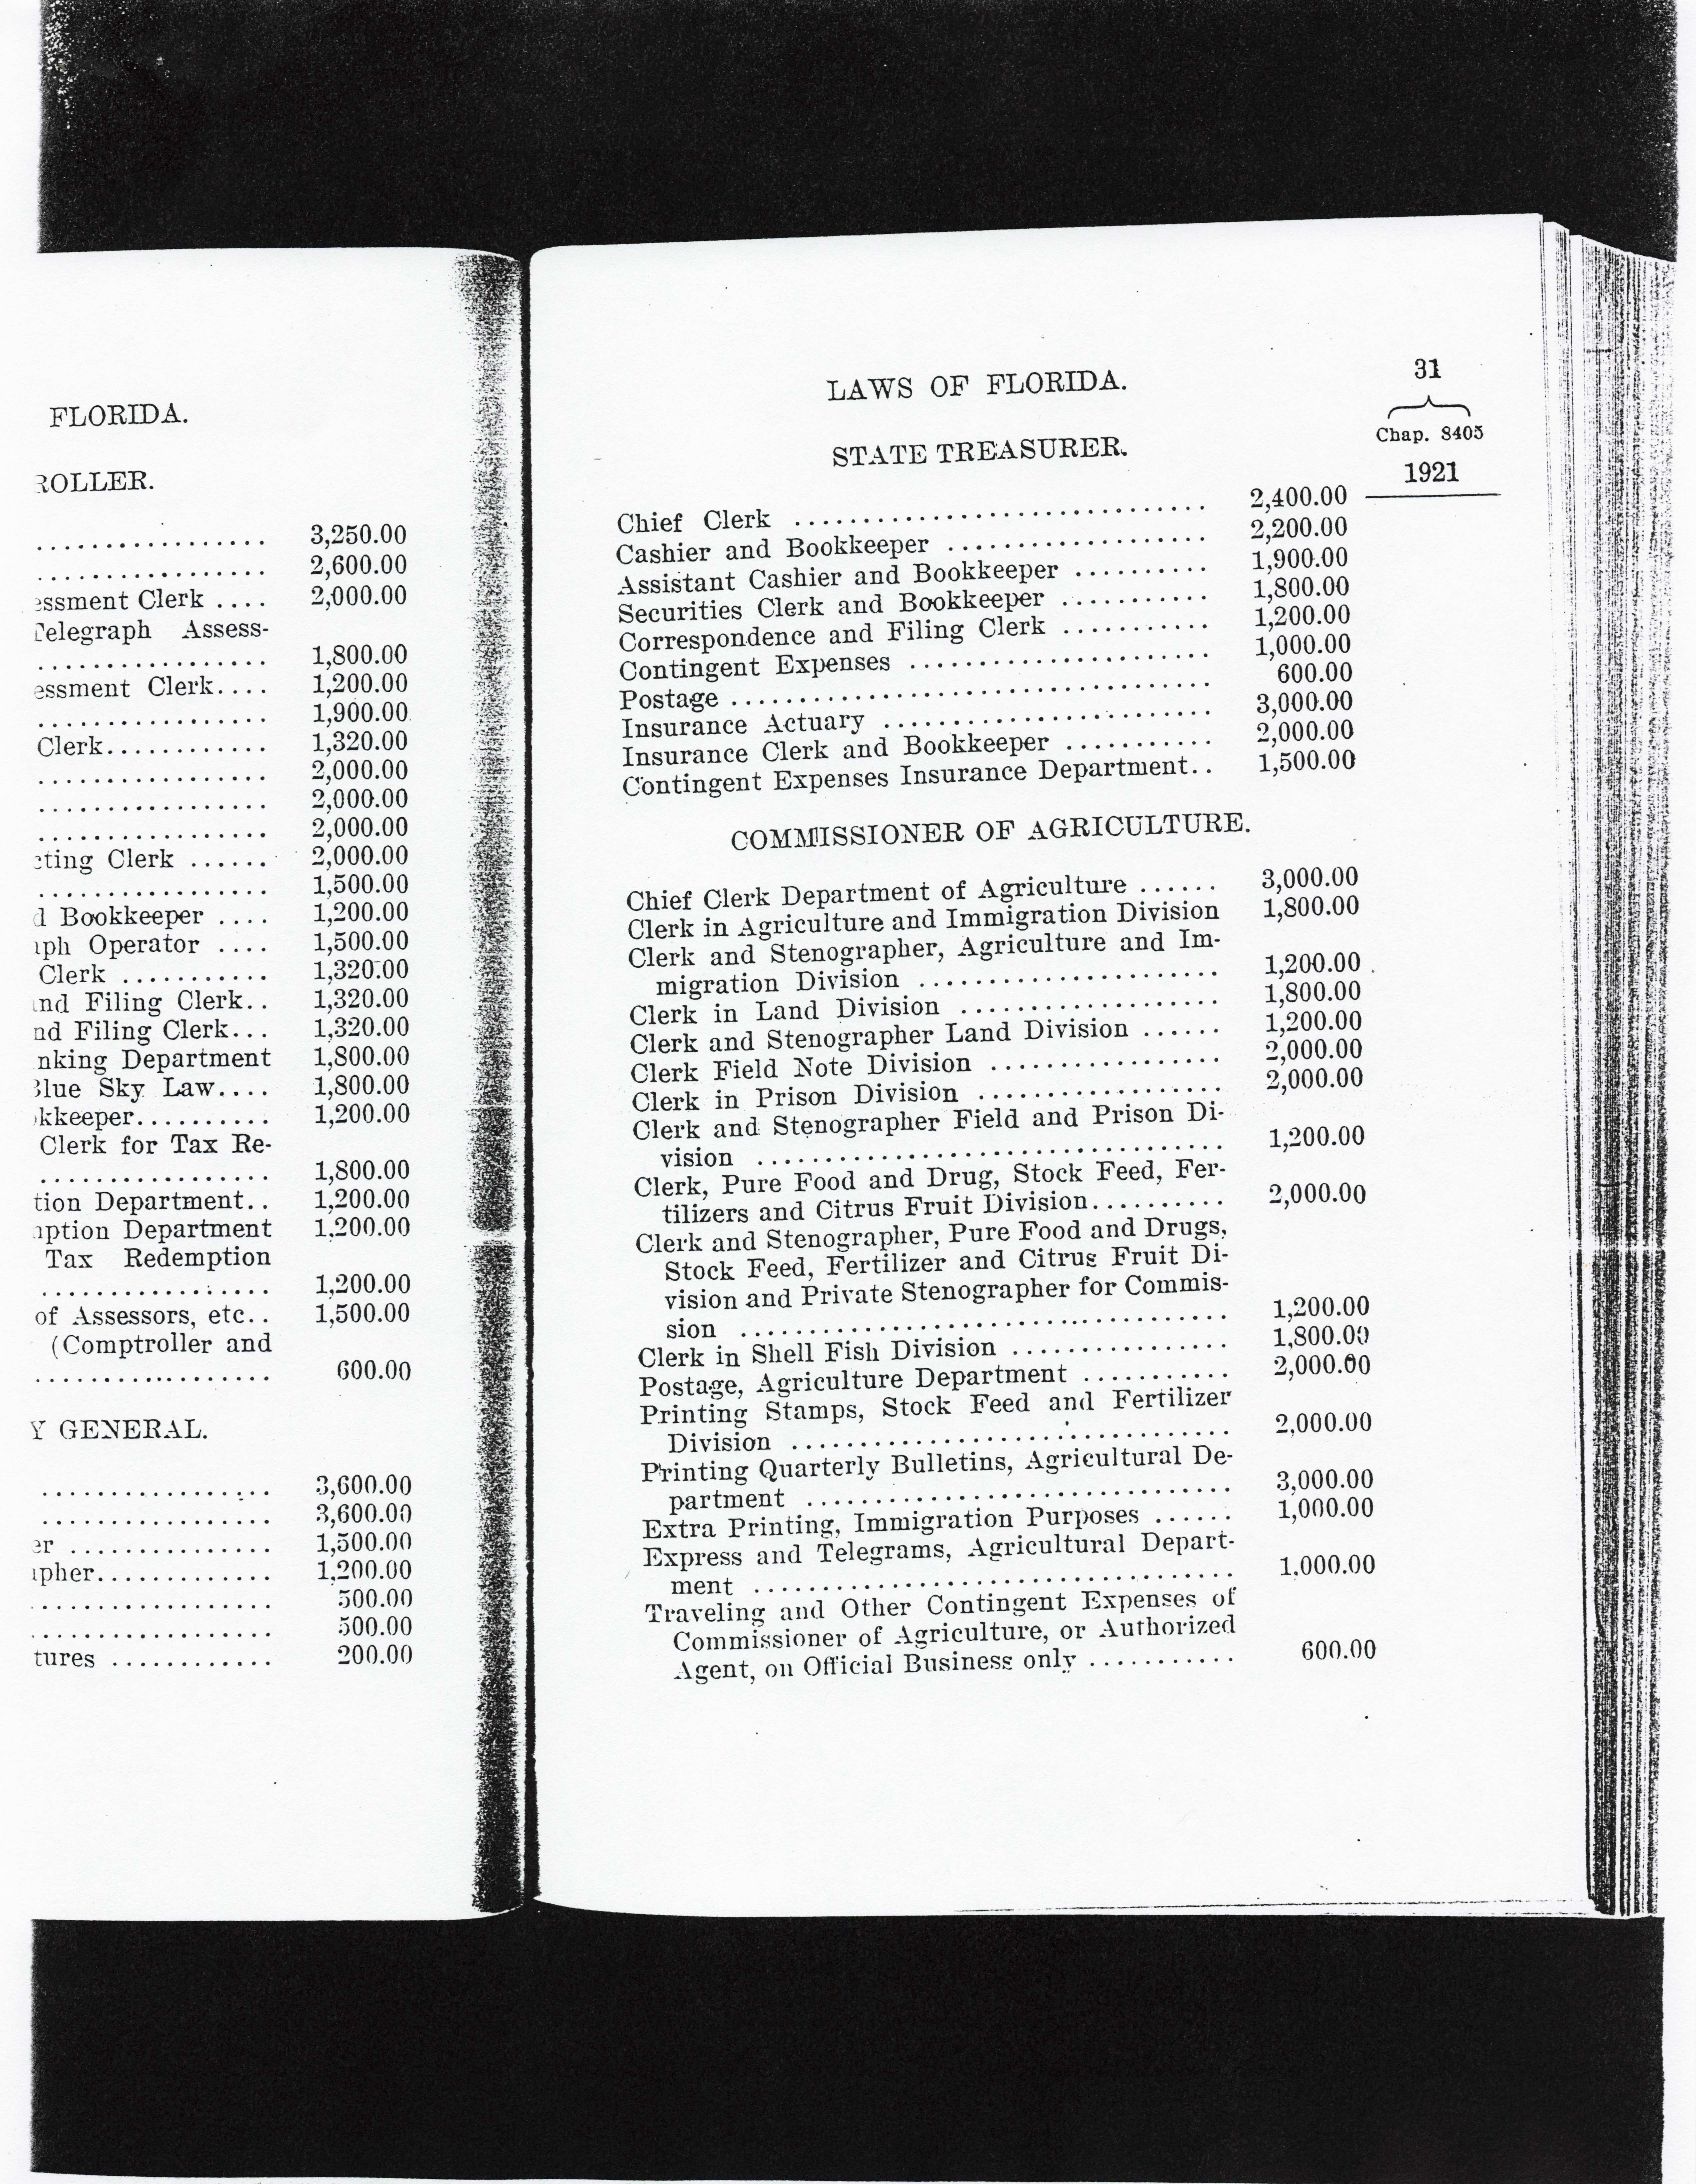 FLORIDA.
ROLLER.
.................. 3,250.00
.................. 2,600.00
essment Clerk .... 2,000.00
Telegraph Assess-
.................. 1,800.00
essment Clerk.... 1,200.00
.................. 1,900.00
Clerk............ 1,320.00
.................. 2,000.00
.................. 2,000.00
.................. 2,000.00
cting Clerk ...... 2,000.00
.................. 1,500.00
d Bookkeeper .... 1,200.00
aph Operator .... 1,500.00
Clerk ........... 1,320.00
and Filing Clerk.. 1,320.00
nd Filing Clerk... 1,320.00
nking Department 1,800.00
Blue Sky Law.... 1,800.00
okkeeper.......... 1,200.00
Clerk for Tax Re-
.................. 1,800.00
tion Department.. 1,200.00
mption Department 1,200.00
Tax Redemption
.................. 1,200.00
of Assessors, etc.. 1,500.00
(Comptroller and
.................. 600.00
Y GENERAL.
.................. 3,600.00
.................. 3,600.00
er ............... 1,500.00
apher............. 1,200.00
.................. 500.00
.................. 500.00
tures ............ 200.00
LAWS OF FLORIDA.
31
Chap. 8405
1921
STATE TREASURER.
Chief Clerk ............................... 2,400.00
Cashier and Bookkeeper ................... 2,200.00
Assistant Cashier and Bookkeeper .......... 1,900.00
Securities Clerk and Bookkeeper ........... 1,800.00
Correspondence and Filing Clerk ........... 1,200.00
Contingent Expenses ...................... 1,000.00
Postage ................................... 600.00
Insurance Actuary ........................ 3,000.00
Insurance Clerk and Bookkeeper ........... 2,000.00
Contingent Expenses Insurance Department.. 1,500.00
COMMISSIONER OF AGRICULTURE.
Chief Clerk Department of Agriculture ...... 3,000.00
Clerk in Agriculture and Immigration Division 1,800.00
Clerk and Stenographer, Agriculture and Im-
migration Division ...................... 1,200.00
Clerk in Land Division ................... 1,800.00
Clerk and Stenographer Land Division ...... 1,200.00
Clerk Field Note Division ................. 2,000.00
Clerk in Prison Division .................. 2,000.00
Clerk and Stenographer Field and Prison Di-
vision .................................. 1,200.00
Clerk, Pure Food and Drug, Stock Feed, Fer-
tilizers and Citrus Fruit Division.......... 2,000.00
Clerk and Stenographer, Pure Food and Drugs,
Stock Feed, Fertilizer and Citrus Fruit Di-
vision and Private Stenographer for Commis-
sion .................................... 1,200.00
Clerk in Shell Fish Division ................ 1,800.00
Postage, Agriculture Department ........... 2,000.00
Printing Stamps, Stock Feed and Fertilizer
Division ................................ 2,000.00
Printing Quarterly Bulletins, Agricultural De-
partment ............................... 3,000.00
Extra Printing, Immigration Purposes ...... 1,000.00
Express and Telegrams, Agricultural Depart-
ment ................................... 1,000.00
Traveling and Other Contingent Expenses of
Commissioner of Agriculture, or Authorized
Agent, on Official Business only ........... 600.00